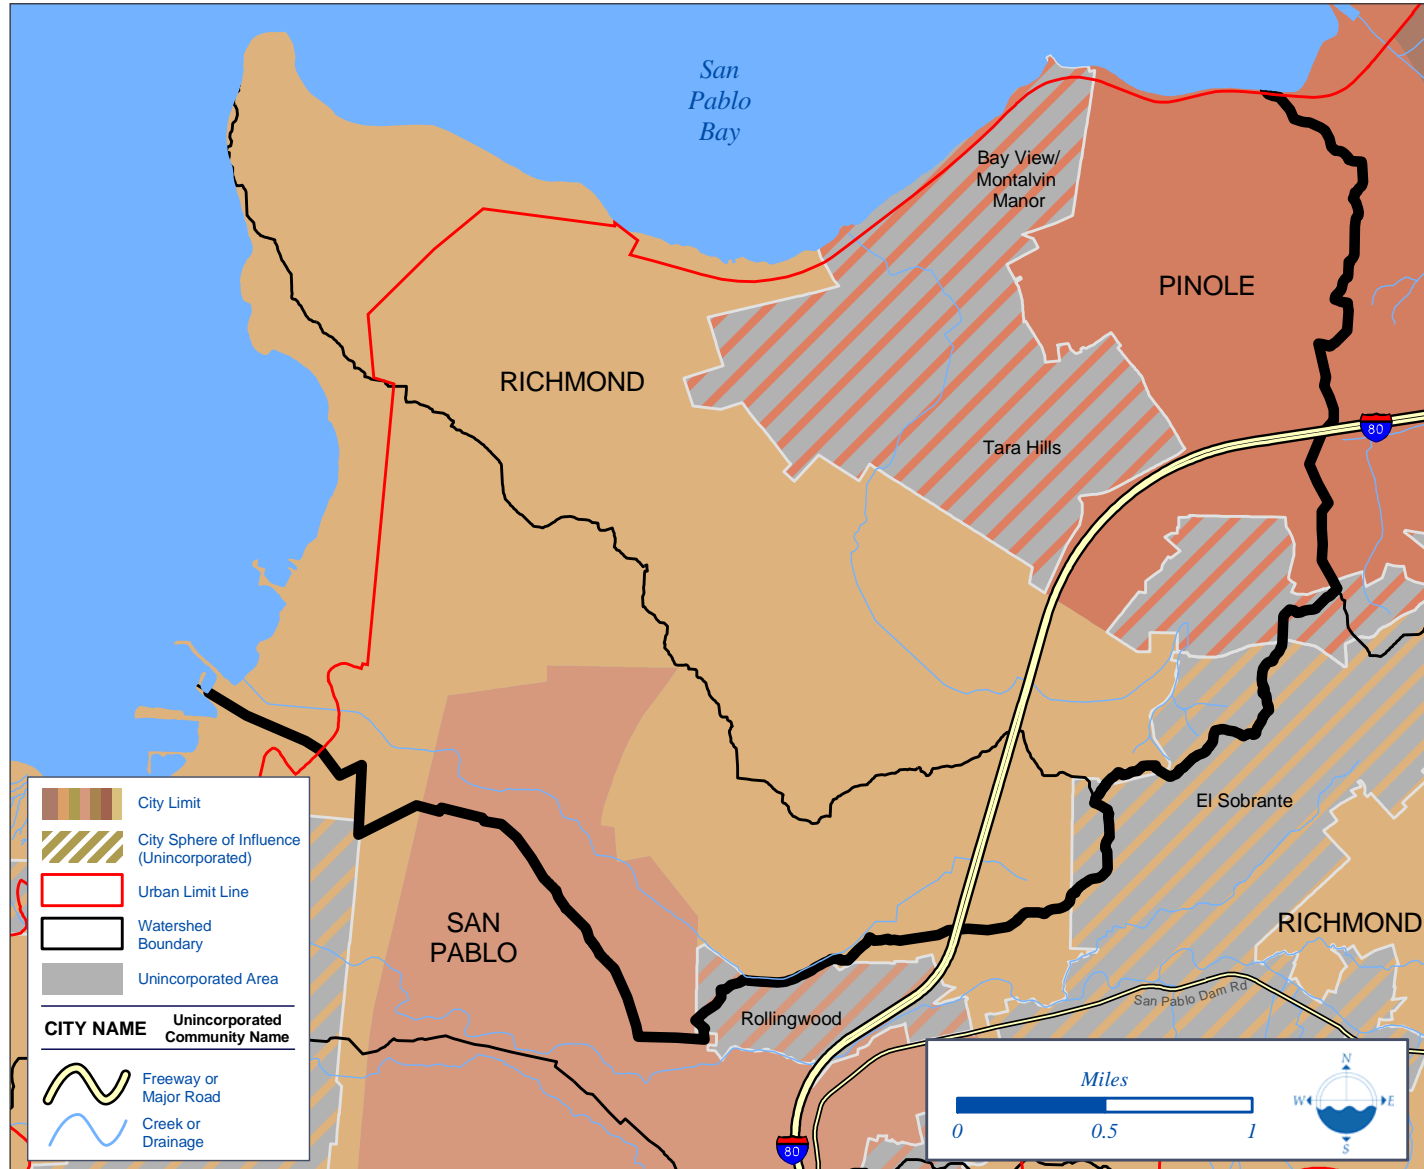 San
Pablo
Bay
Bay View/
Montalvin
Manor
PINOLE
RICHMOND
80
Tara Hills
El Sobrante
SAN
PABLO
RICHMOND
San Pablo Dam Rd
Rollingwood
80
City Limit
City Sphere of Influence
(Unincorporated)
Urban Limit Line
Watershed
Boundary
Unincorporated Area
CITY NAME
Unincorporated
Community Name
Freeway or
Major Road
Creek or
Drainage
Miles
0 0.5 1
N
W E
S